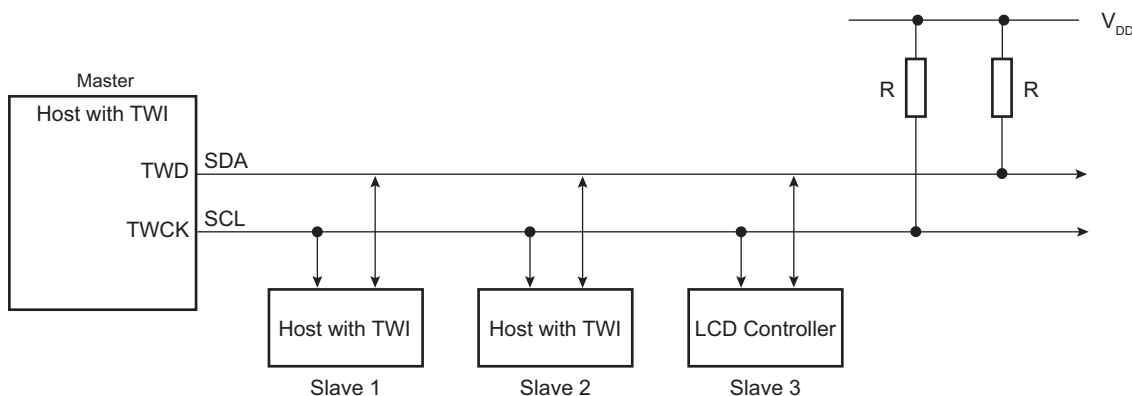 V_DD
Master
R R
Host with TWI
TWD SDA
TWCK SCL
Host with TWI Host with TWI LCD Controller
Slave 1 Slave 2 Slave 3